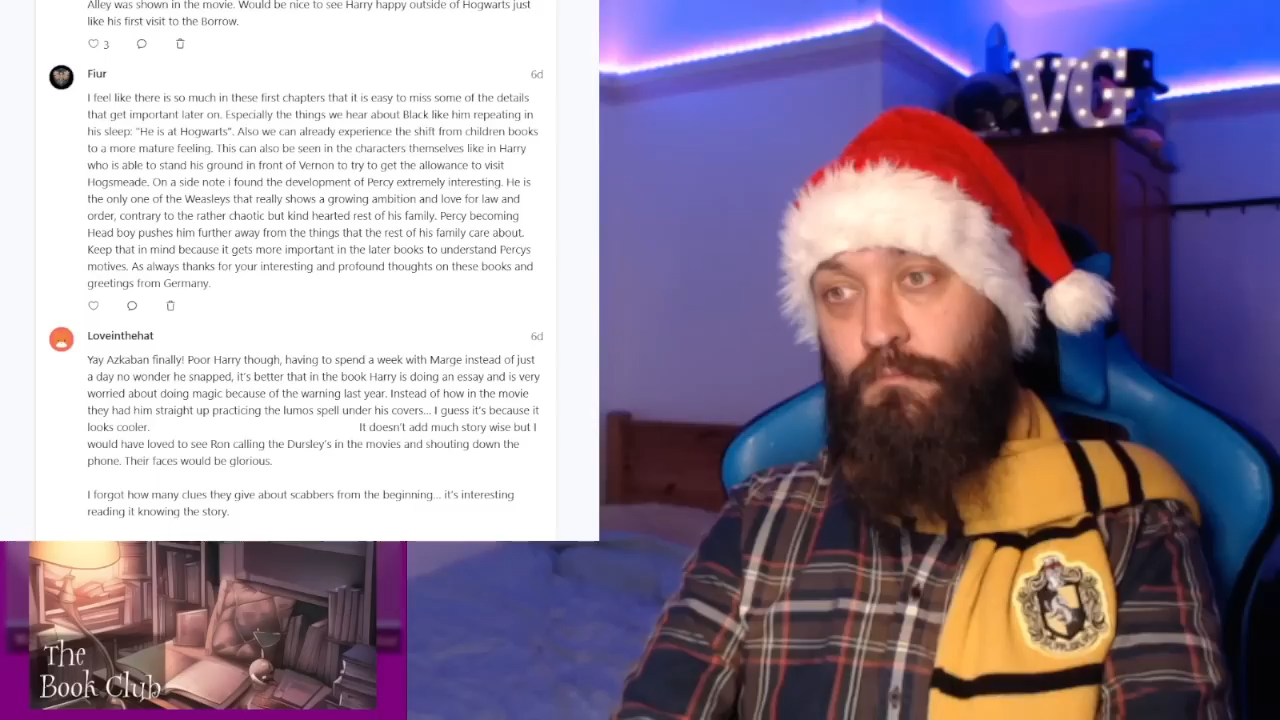 Alley was shown in the movie. Would be nice to see Harry happy outside of Hogwarts just
like his first visit to the Borrow.
3
Fiur
6d
I feel like there is so much in these first chapters that it is easy to miss some of the details
that get important later on. Especially the things we hear about Black like him repeating in
his sleep: "He is at Hogwarts". Also we can already experience the shift from children books
to a more mature feeling. This can also be seen in the characters themselves like in Harry
who is able to stand his ground in front of Vernon to try to get the allowance to visit
Hogsmeade. On a side note i found the development of Percy extremely interesting. He is
the only one of the Weasleys that really shows a growing ambition and love for law and
order, contrary to the rather chaotic but kind hearted rest of his family. Percy becoming
Head boy pushes him further away from the things that the rest of his family care about.
Keep that in mind because it gets more important in the later books to understand Percys
motives. As always thanks for your interesting and profound thoughts on these books and
greetings from Germany.
Loveinthehat
6d
Yay Azkaban finally! Poor Harry though, having to spend a week with Marge instead of just
a day no wonder he snapped, it's better that in the book Harry is doing an essay and is very
worried about doing magic because of the warning last year. Instead of how in the movie
they had him straight up practicing the lumos spell under his covers... I guess it's because it
looks cooler. It doesn't add much story wise but I
would have loved to see Ron calling the Dursley's in the movies and shouting down the
phone. Their faces would be glorious.
I forgot how many clues they give about scabbers from the beginning... it's interesting
reading it knowing the story.
The
Book Club
VG